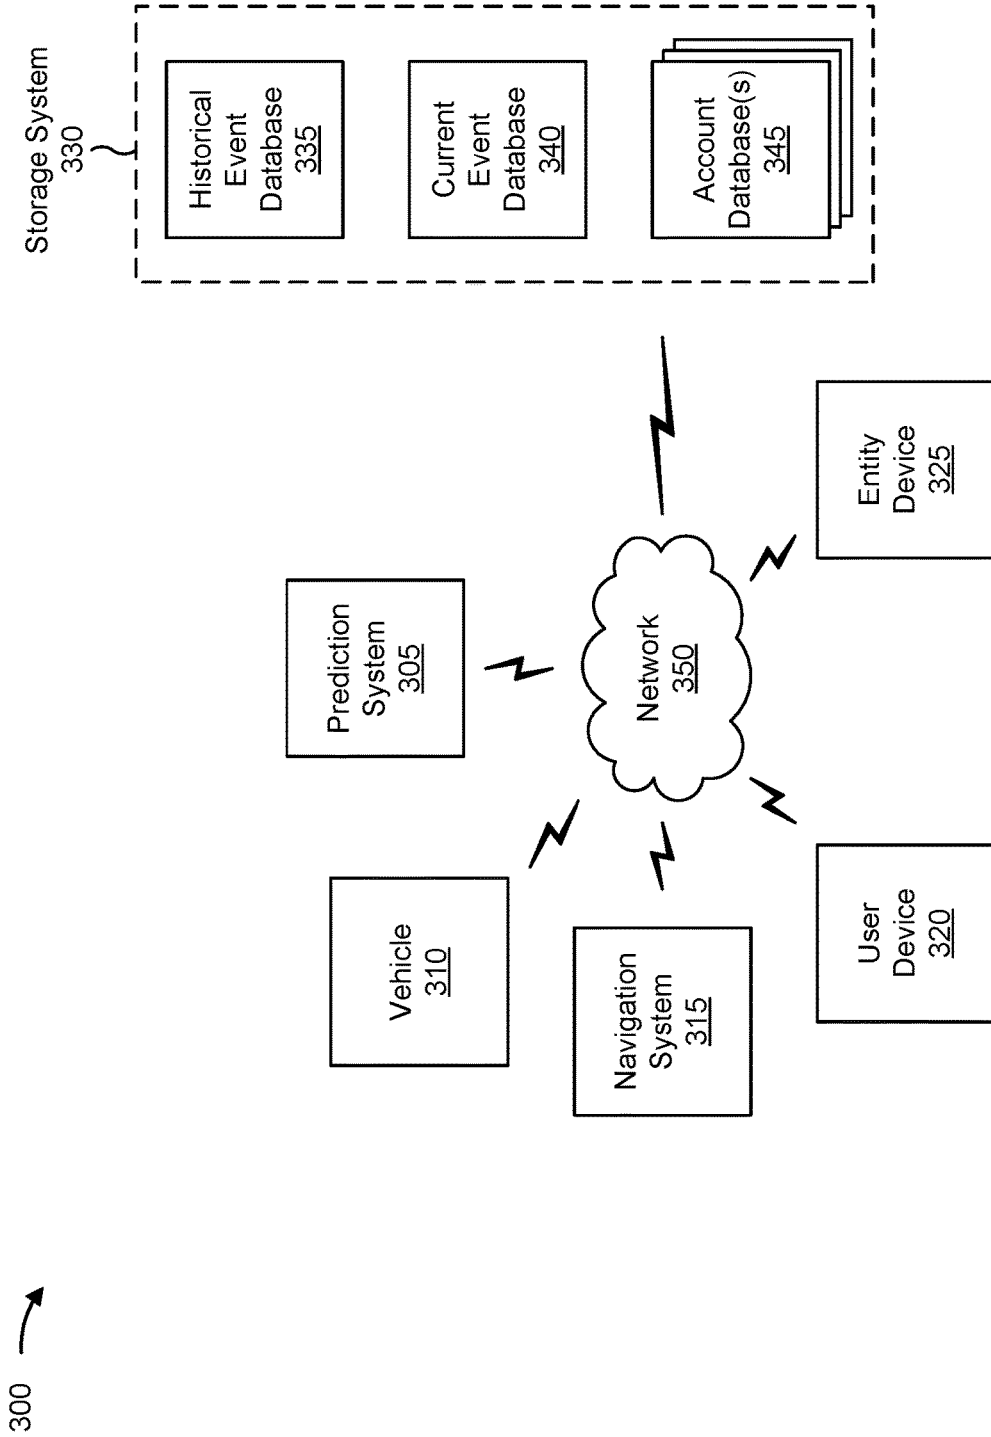 300
Vehicle
310
Navigation
System
315
User
Device
320
Prediction
System
305
Network
350
Entity
Device
325
Storage System
330
Historical
Event
Database
335
Current
Event
Database
340
Account
Database(s)
345